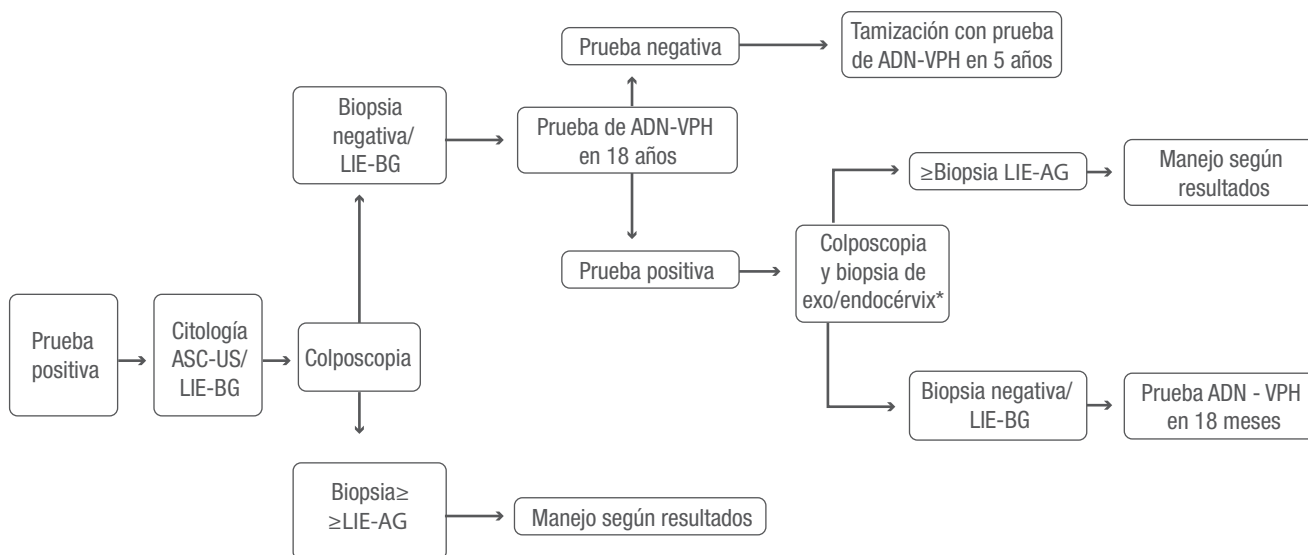 Prueba
positiva
Citología
ASC-US/
LIE-BG
Colposcopia
Biopsia
negativa/
LIE-BG
Prueba de ADN-VPH
en 18 años
Prueba negativa
Tamización con prueba
de ADN-VPH en 5 años
Prueba positiva
Colposcopia
y biopsia de
exo/endocérvix*
≥Biopsia LIE-AG
Manejo según
resultados
Biopsia negativa/
LIE-BG
Prueba ADN - VPH
en 18 meses
Biopsia≥
≥LIE-AG
Manejo según resultados